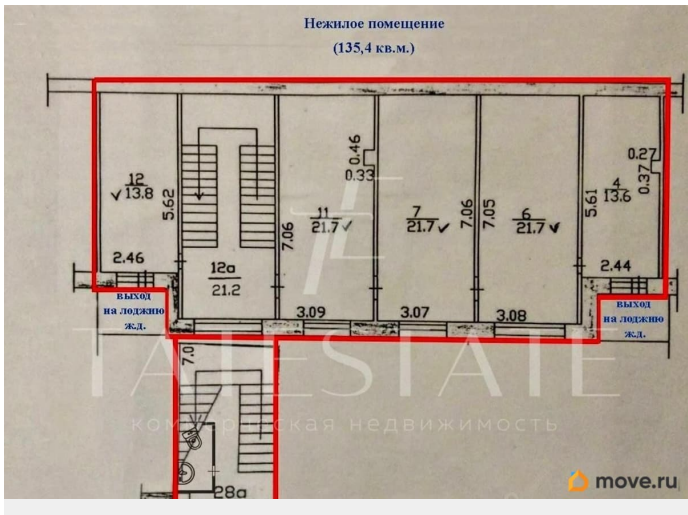 Нежилое помещение
(135,4 кв.м.)
12
13.8
5.62
2.46
12а
21.2
7.06
11
21.7
0.46
0.33
3.09
7
21.7
7.06
3.07
7.05
6
21.7
3.08
5.61
4
13.6
0.27
0.37
2.44
выход
на лоджию
ж.д.
выход
на лоджию
ж.д.
TATESTATE
коммерческая недвижимость
7.0
28а
move.ru